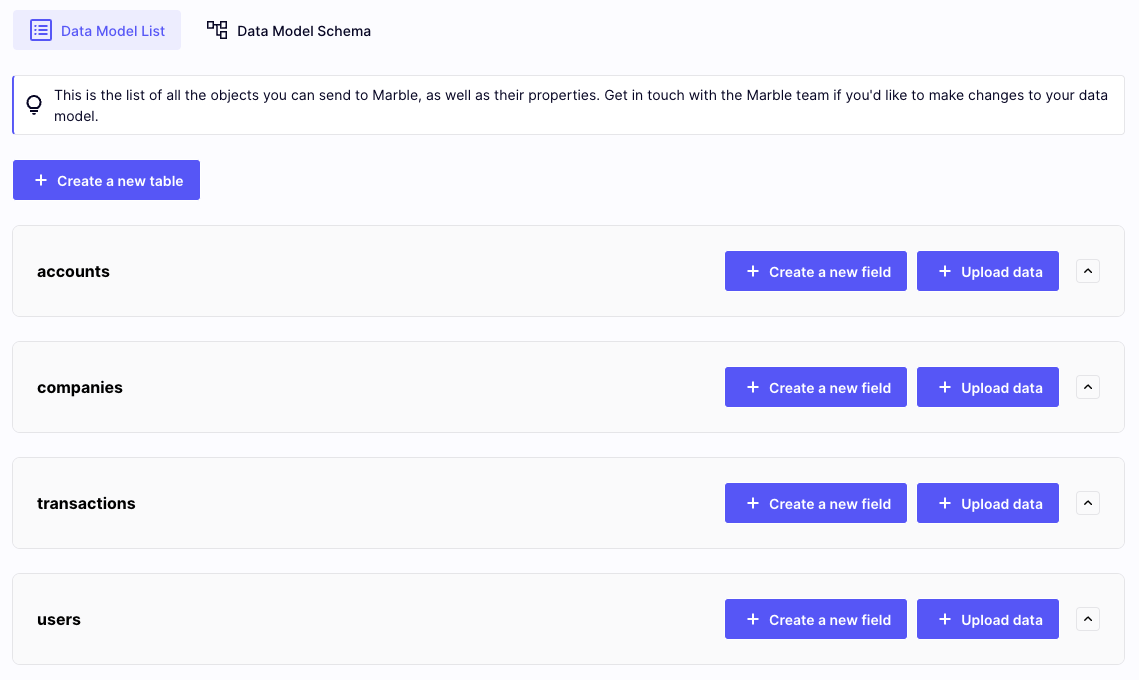 Data Model List
Data Model Schema
This is the list of all the objects you can send to Marble, as well as their properties. Get in touch with the Marble team if you'd like to make changes to your data
model.
Create a new table
accounts
Create a new field
Upload data
companies
Create a new field
Upload data
transactions
Create a new field
Upload data
users
Create a new field
Upload data